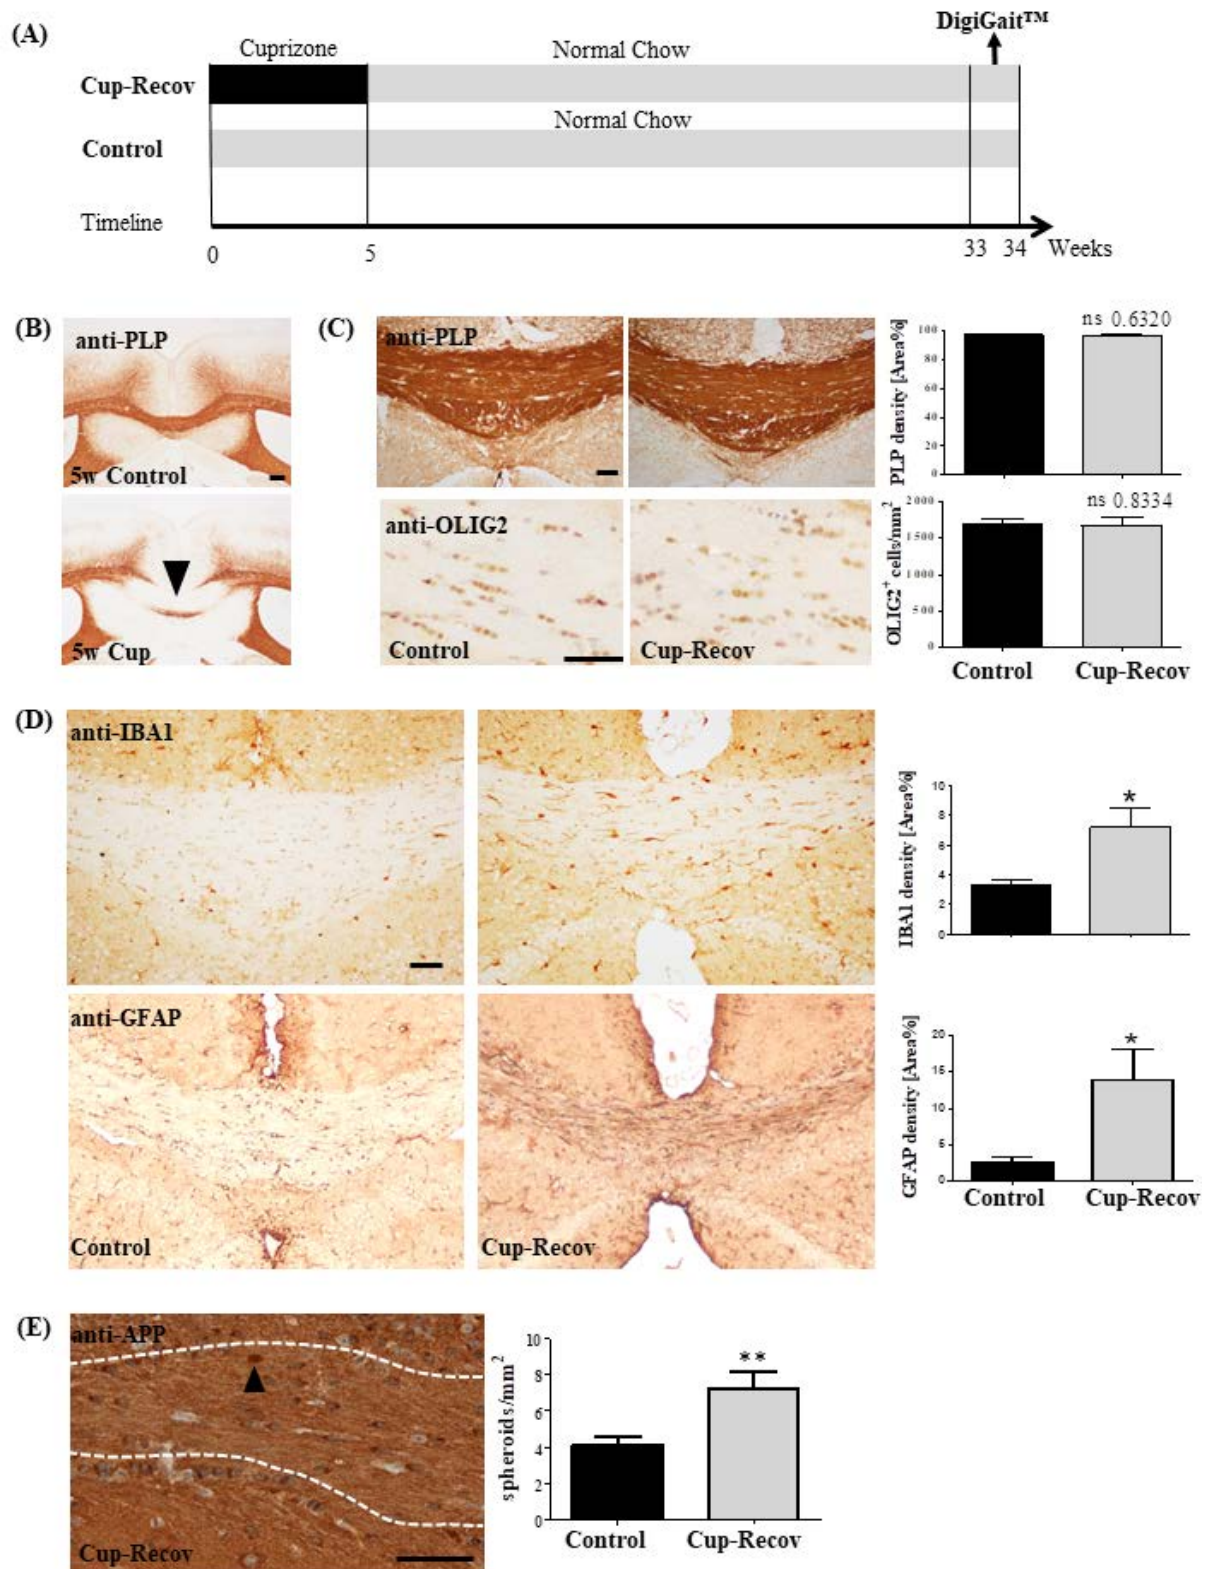 (A)
DigiGait™
Cuprizone
Normal Chow
Cup-Recov
Normal Chow
Control
Timeline
0
5
33
34
Weeks
(B)
anti-PLP
5w Control
5w Cup
(C)
anti-PLP
PLP density [Area%]
100
80
60
40
20
0
ns 0.6320
anti-OLIG2
Control
Cup-Recov
OLIG2+ cells/mm2
2000
1500
1000
500
0
ns 0.8334
Control
Cup-Recov
(D)
anti-IBA1
IBA1 density [Area%]
10
8
6
4
2
0
*
anti-GFAP
Control
Cup-Recov
GFAP density [Area%]
20
15
10
5
0
*
Control
Cup-Recov
(E)
anti-APP
Cup-Recov
spheroids/mm2
10
8
6
4
2
0
**
Control
Cup-Recov